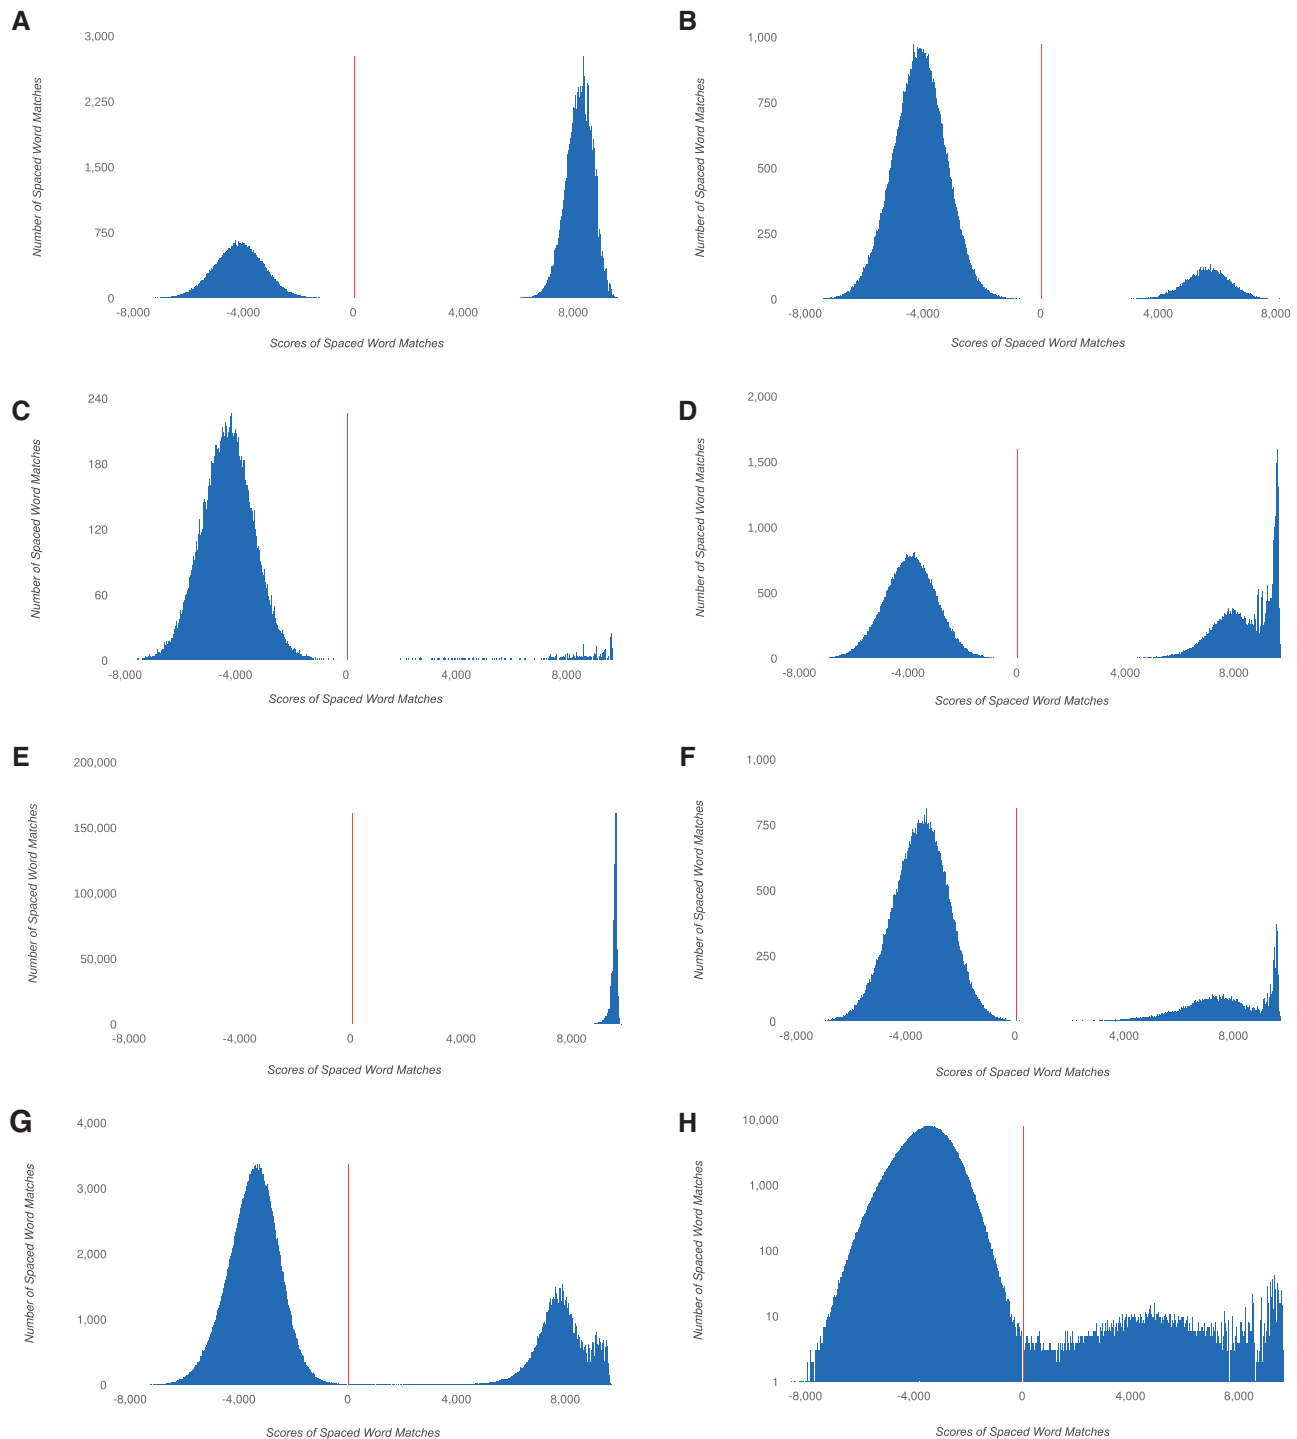 A
3,000
2,250
1,500
750
0
Number of Spaced Word Matches
-8,000 -4,000 0 4,000 8,000
Scores of Spaced Word Matches
B
1,000
750
500
250
0
Number of Spaced Word Matches
-8,000 -4,000 0 4,000 8,000
Scores of Spaced Word Matches
C
240
180
120
60
0
Number of Spaced Word Matches
-8,000 -4,000 0 4,000 8,000
Scores of Spaced Word Matches
D
2,000
1,500
1,000
500
0
Number of Spaced Word Matches
-8,000 -4,000 0 4,000 8,000
Scores of Spaced Word Matches
E
200,000
150,000
100,000
50,000
0
Number of Spaced Word Matches
-8,000 -4,000 0 4,000 8,000
Scores of Spaced Word Matches
F
1,000
750
500
250
0
Number of Spaced Word Matches
-8,000 -4,000 0 4,000 8,000
Scores of Spaced Word Matches
G
4,000
3,000
2,000
1,000
0
Number of Spaced Word Matches
-8,000 -4,000 0 4,000 8,000
Scores of Spaced Word Matches
H
10,000
1,000
100
10
1
Number of Spaced Word Matches
-8,000 -4,000 0 4,000 8,000
Scores of Spaced Word Matches